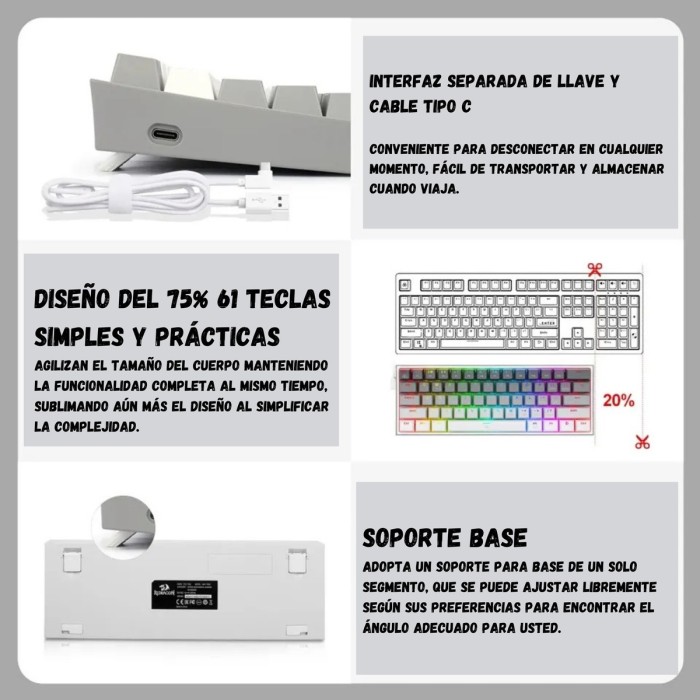 INTERFAZ SEPARADA DE LLAVE Y
CABLE TIPO C
CONVENIENTE PARA DESCONECTAR EN CUALQUIER
MOMENTO, FÁCIL DE TRANSPORTAR Y ALMACENAR
CUANDO VIAJA.
DISEÑO DEL 75% 61 TECLAS
SIMPLES Y PRÁCTICAS
AGILIZAN EL TAMAÑO DEL CUERPO MANTENIENDO
LA FUNCIONALIDAD COMPLETA AL MISMO TIEMPO,
SUBLIMANDO AÚN MÁS EL DISEÑO AL SIMPLIFICAR
LA COMPLEJIDAD.
20%
SOPORTE BASE
ADOPTA UN SOPORTE PARA BASE DE UN SOLO
SEGMENTO, QUE SE PUEDE AJUSTAR LIBREMENTE
SEGÚN SUS PREFERENCIAS PARA ENCONTRAR EL
ÁNGULO ADECUADO PARA USTED.